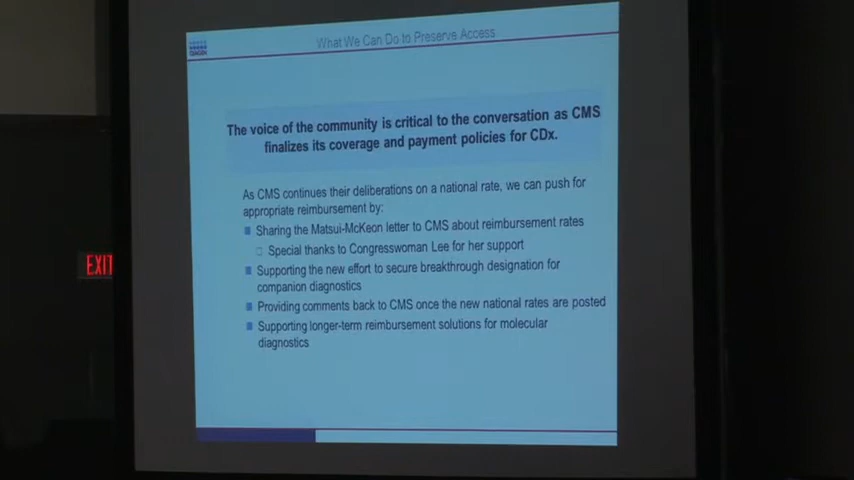 What We Can Do to Preserve Access
The voice of the community is critical to the conversation as CMS
finalizes its coverage and payment policies for CDx.
As CMS continues their deliberations on a national rate, we can push for
appropriate reimbursement by:
Sharing the Matsui-McKeon letter to CMS about reimbursement rates
Special thanks to Congresswoman Lee for her support
Supporting the new effort to secure breakthrough designation for
companion diagnostics
Providing comments back to CMS once the new national rates are posted
Supporting longer-term reimbursement solutions for molecular
diagnostics
EXIT